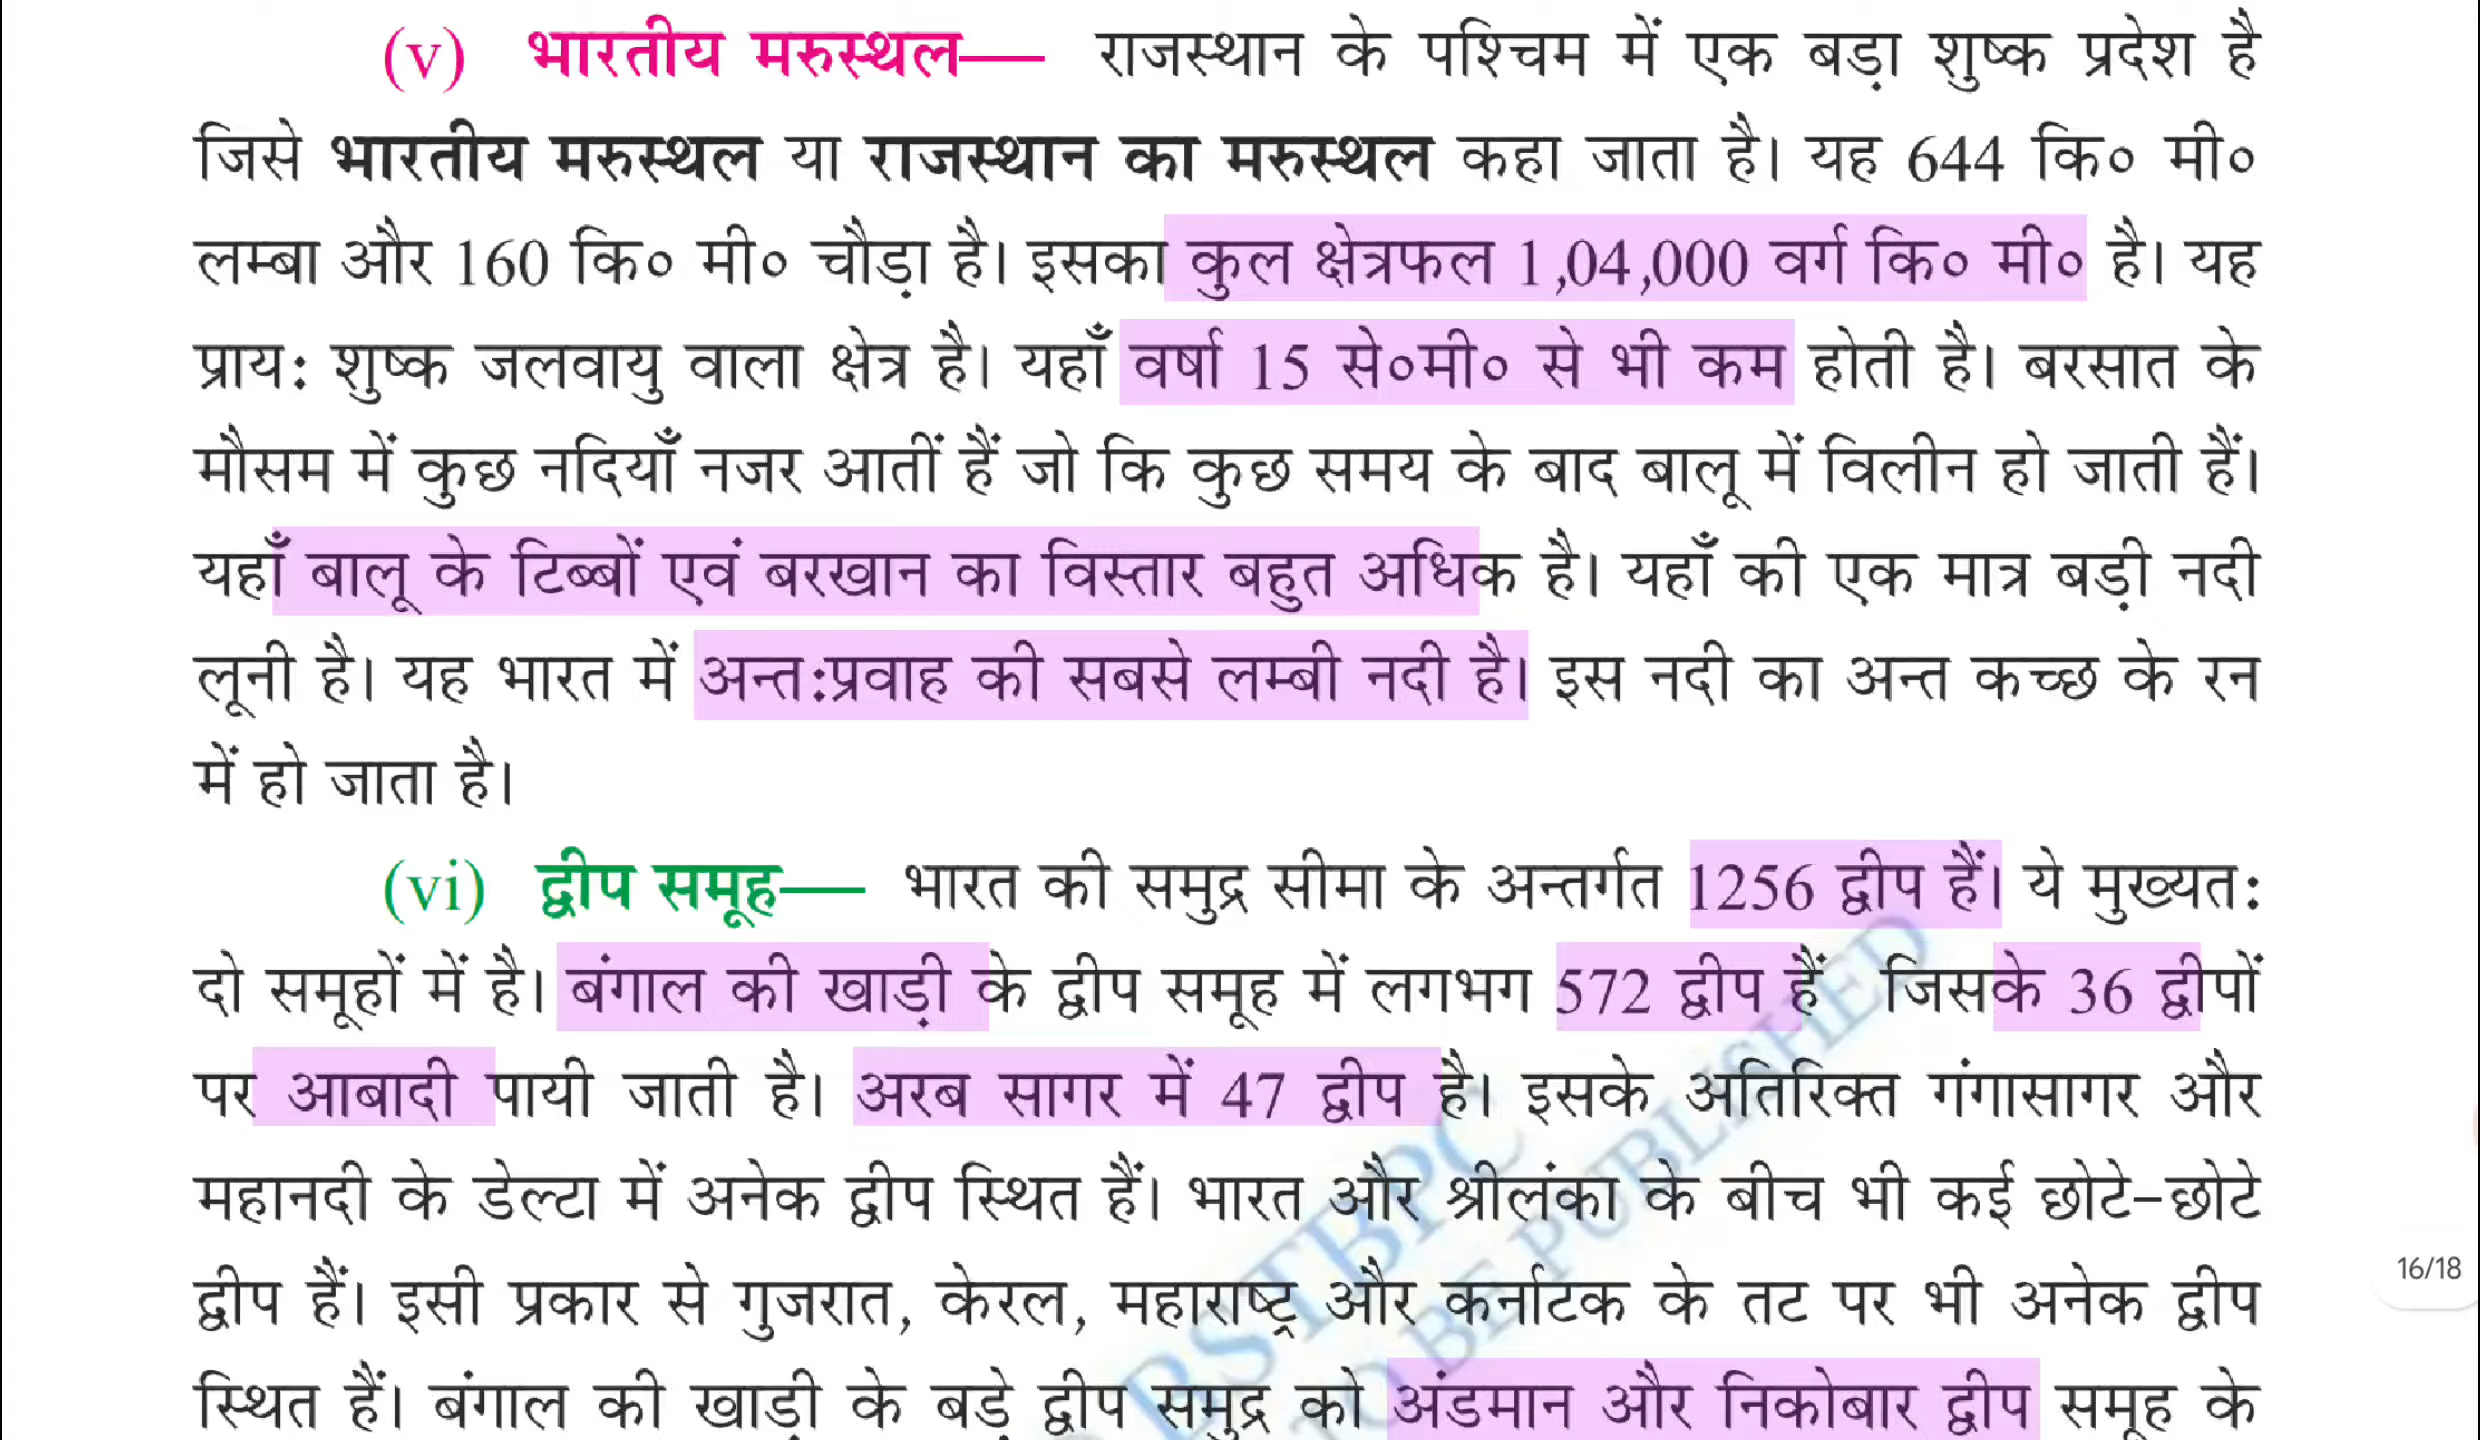 (v) भारतीय मरुस्थल— राजस्थान के पश्चिम में एक बड़ा शुष्क प्रदेश है
जिसे भारतीय मरुस्थल या राजस्थान का मरुस्थल कहा जाता है। यह 644 कि० मी०
लम्बा और 160 कि० मी० चौड़ा है। इसका कुल क्षेत्रफल 1,04,000 वर्ग कि० मी० है। यह
प्रायः शुष्क जलवायु वाला क्षेत्र है। यहाँ वर्षा 15 से०मी० से भी कम होती है। बरसात के
मौसम में कुछ नदियाँ नजर आतीं हैं जो कि कुछ समय के बाद बालू में विलीन हो जाती हैं।
यहाँ बालू के टिब्बों एवं बरखान का विस्तार बहुत अधिक है। यहाँ की एक मात्र बड़ी नदी
लूनी है। यह भारत में अन्तःप्रवाह की सबसे लम्बी नदी है। इस नदी का अन्त कच्छ के रन
में हो जाता है।
(vi) द्वीप समूह— भारत की समुद्र सीमा के अन्तर्गत 1256 द्वीप हैं। ये मुख्यतः
दो समूहों में है। बंगाल की खाड़ी के द्वीप समूह में लगभग 572 द्वीप हैं जिसके 36 द्वीपों
पर आबादी पायी जाती है। अरब सागर में 47 द्वीप है। इसके अतिरिक्त गंगासागर और
महानदी के डेल्टा में अनेक द्वीप स्थित हैं। भारत और श्रीलंका के बीच भी कई छोटे-छोटे
द्वीप हैं। इसी प्रकार से गुजरात, केरल, महाराष्ट्र और कर्नाटक के तट पर भी अनेक द्वीप
स्थित हैं। बंगाल की खाड़ी के बड़े द्वीप समुद्र को अंडमान और निकोबार द्वीप समूह के
BSTBPC
TO BE PUBLISHED
16/18